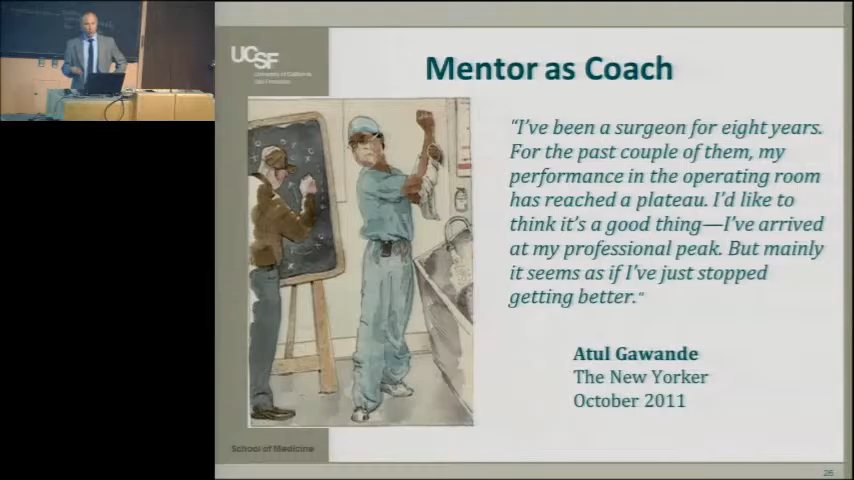 UCSF
University of California
San Francisco
Mentor as Coach
"I've been a surgeon for eight years.
For the past couple of them, my
performance in the operating room
has reached a plateau. I'd like to
think it's a good thing—I've arrived
at my professional peak. But mainly
it seems as if I've just stopped
getting better."
Atul Gawande
The New Yorker
October 2011
School of Medicine
26